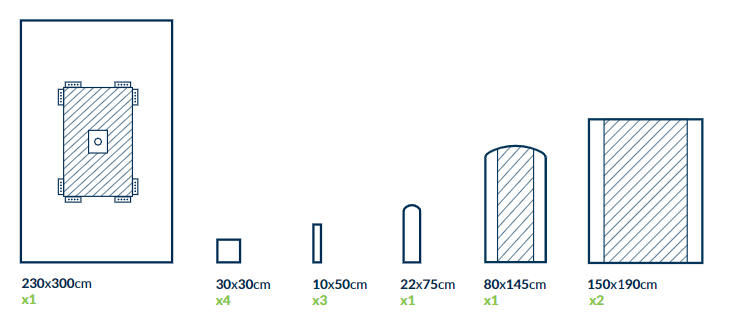 230x300cm
x1
30x30cm
x4
10x50cm
x3
22x75cm
x1
80x145cm
x1
150x190cm
x2